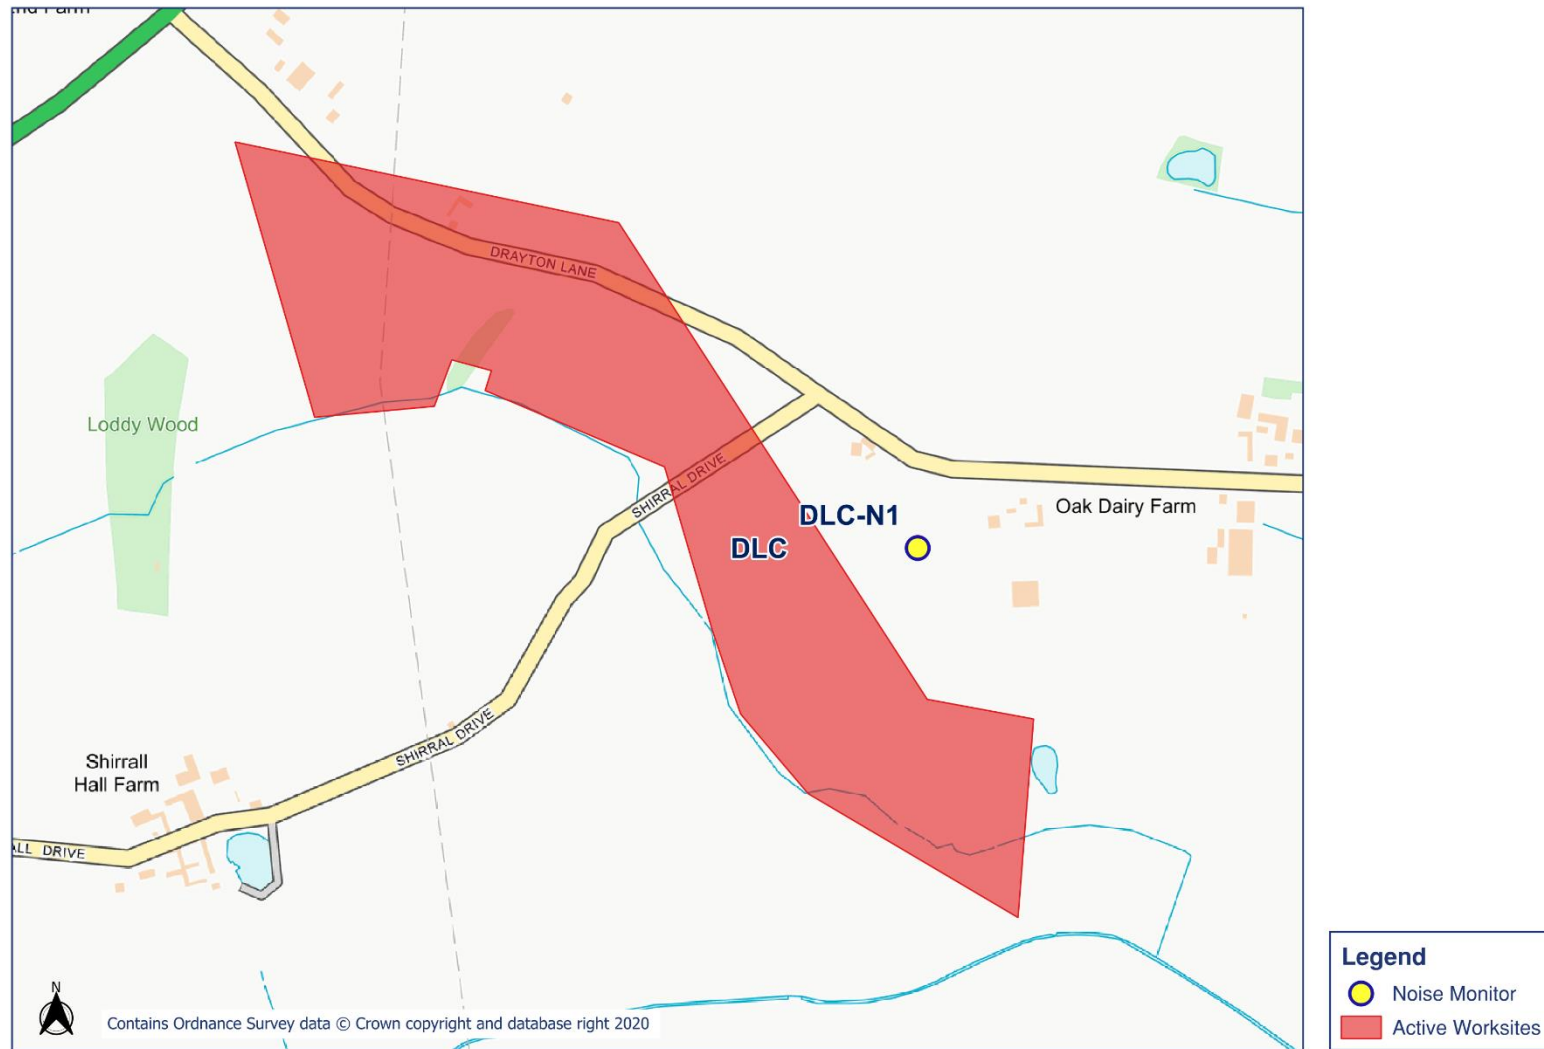 Farm
DRAYTON LANE
Loddy Wood
SHIRRAL DRIVE
DLC-N1
Oak Dairy Farm
DLC
SHIRRAL DRIVE
Shirrall
Hall Farm
DRIVE
N
Contains Ordnance Survey data © Crown copyright and database right 2020
Legend
Noise Monitor
Active Worksites